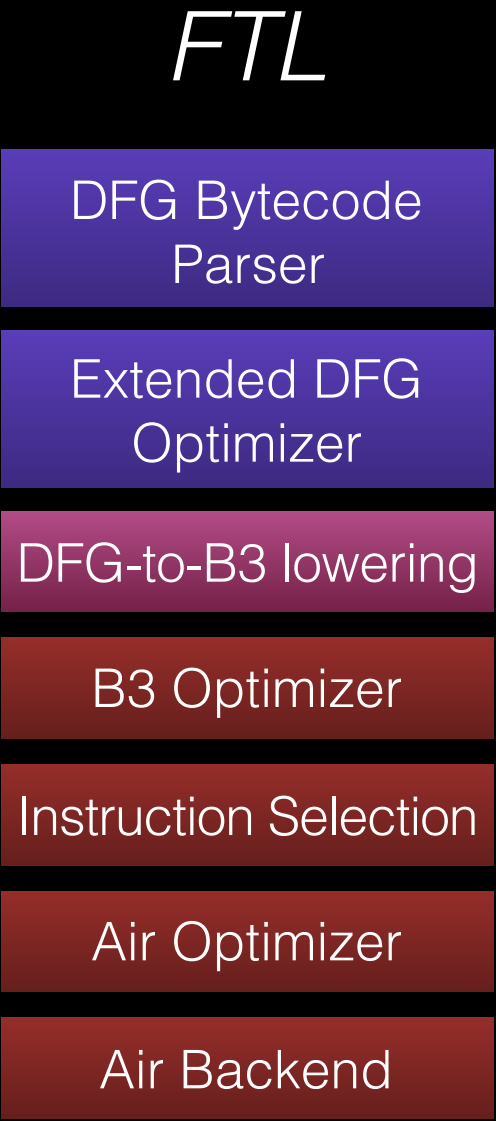 FTL
DFG Bytecode
Parser
Extended DFG
Optimizer
DFG-to-B3 lowering
B3 Optimizer
Instruction Selection
Air Optimizer
Air Backend